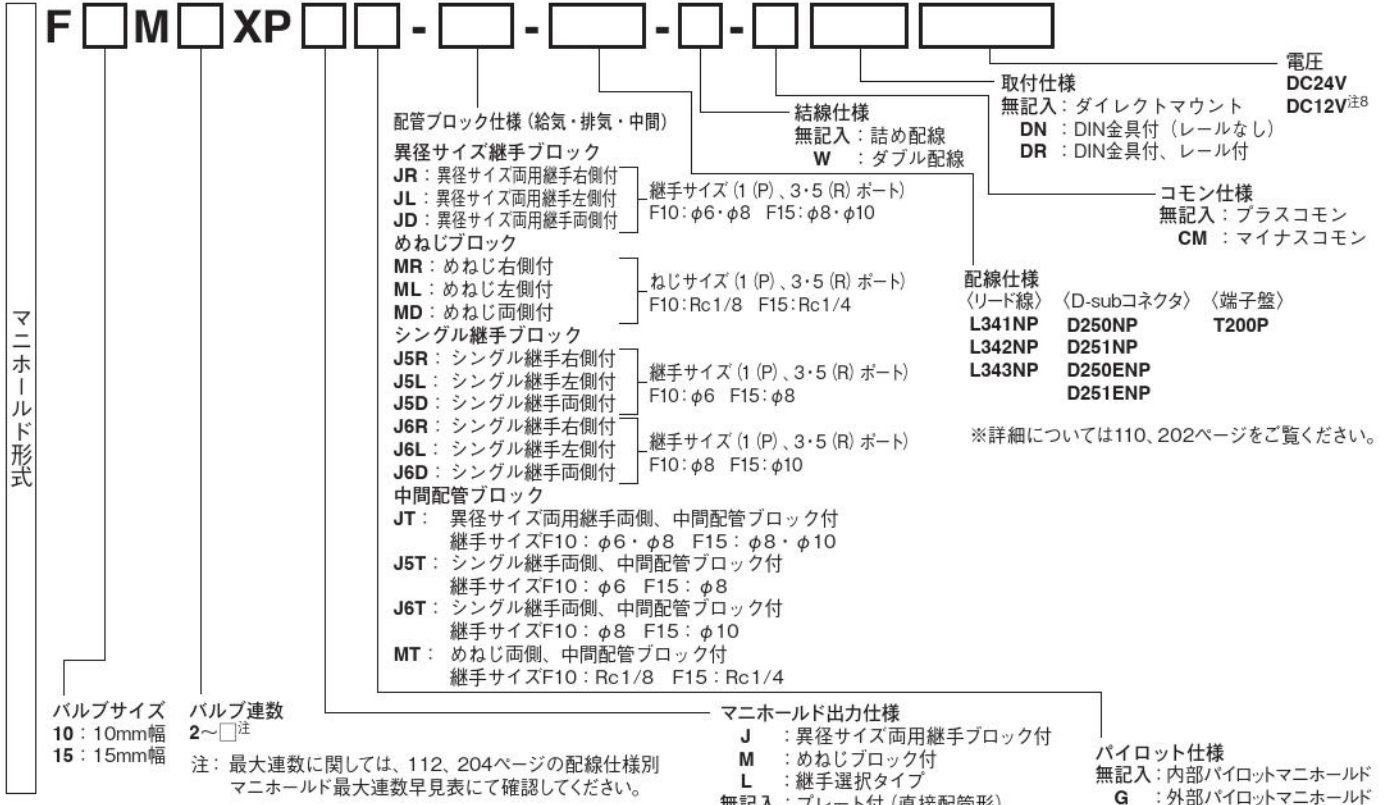 マニホールド形式
F□M□XP□□-□-□-□-□□□
電圧
DC24V
DC12V注8
取付仕様
無記入：ダイレクトマウント
DN：DIN金具付（レールなし）
DR：DIN金具付、レール付
結線仕様
無記入：詰め配線
W：ダブル配線
コモン仕様
無記入：プラスコモン
CM：マイナスコモン
配線仕様
〈リード線〉 〈D-subコネクタ〉 〈端子盤〉
L341NP D250NP T200P
L342NP D251NP
L343NP D250ENP
D251ENP
※詳細については110、202ページをご覧ください。
配管ブロック仕様（給気・排気・中間）
異径サイズ継手ブロック
JR：異径サイズ両用継手右側付
JL：異径サイズ両用継手左側付
JD：異径サイズ両用継手両側付
継手サイズ（1（P）、3・5（R）ポート）
F10：φ6・φ8 F15：φ8・φ10
めねじブロック
MR：めねじ右側付
ML：めねじ左側付
MD：めねじ両側付
ねじサイズ（1（P）、3・5（R）ポート）
F10：Rc1/8 F15：Rc1/4
シングル継手ブロック
J5R：シングル継手右側付
J5L：シングル継手左側付
J5D：シングル継手両側付
継手サイズ（1（P）、3・5（R）ポート）
F10：φ6 F15：φ8
J6R：シングル継手右側付
J6L：シングル継手左側付
J6D：シングル継手両側付
継手サイズ（1（P）、3・5（R）ポート）
F10：φ8 F15：φ10
中間配管ブロック
JT：異径サイズ両用継手両側、中間配管ブロック付
継手サイズF10：φ6・φ8 F15：φ8・φ10
J5T：シングル継手両側、中間配管ブロック付
継手サイズF10：φ6 F15：φ8
J6T：シングル継手両側、中間配管ブロック付
継手サイズF10：φ8 F15：φ10
MT：めねじ両側、中間配管ブロック付
継手サイズF10：Rc1/8 F15：Rc1/4
バルブサイズ
10：10mm幅
15：15mm幅
バルブ連数
2～□注
注：最大連数に関しては、112、204ページの配線仕様別
マニホールド最大連数早見表にて確認してください。
マニホールド出力仕様
J：異径サイズ両用継手ブロック付
M：めねじブロック付
L：継手選択タイプ
無記入：プレート付（直接配管形）
パイロット仕様
無記入：内部パイロットマニホールド
G：外部パイロットマニホールド